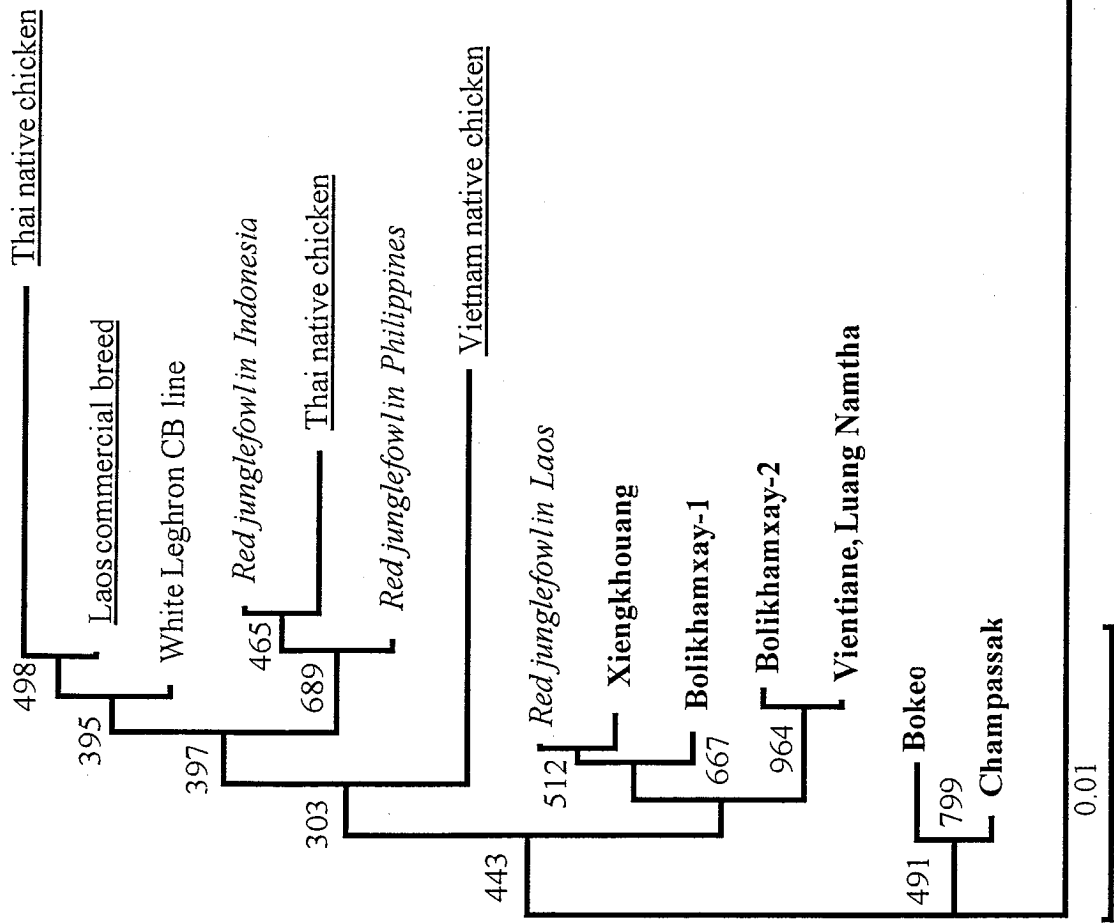 Thai native chicken
Laos commercial breed
White Leghron CB line
Red junglefowl in Indonesia
Thai native chicken
Red junglefowl in Philippines
Vietnam native chicken
Red junglefowl in Laos
Xiengkhouang
Bolikhamxay-1
Bolikhamxay-2
Vientiane, Luang Namtha
Bokeo
Champassak
498
395
397
465
689
303
443
512
667
964
491
799
0.01